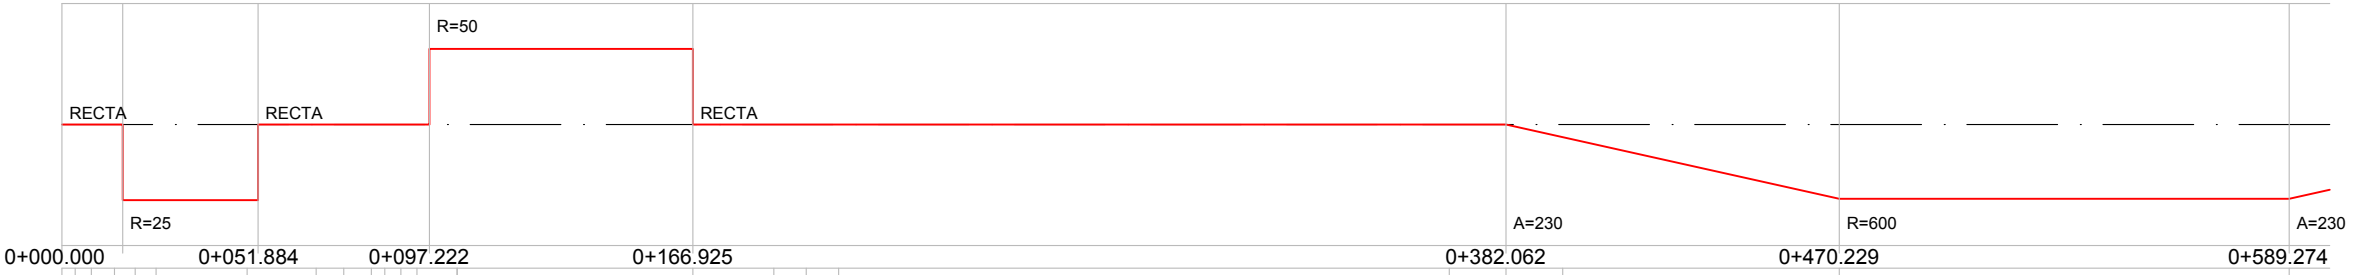 R=50
RECTA
RECTA
RECTA
R=25
A=230
R=600
A=230
0+000.000
0+051.884
0+097.222
0+166.925
0+382.062
0+470.229
0+589.274